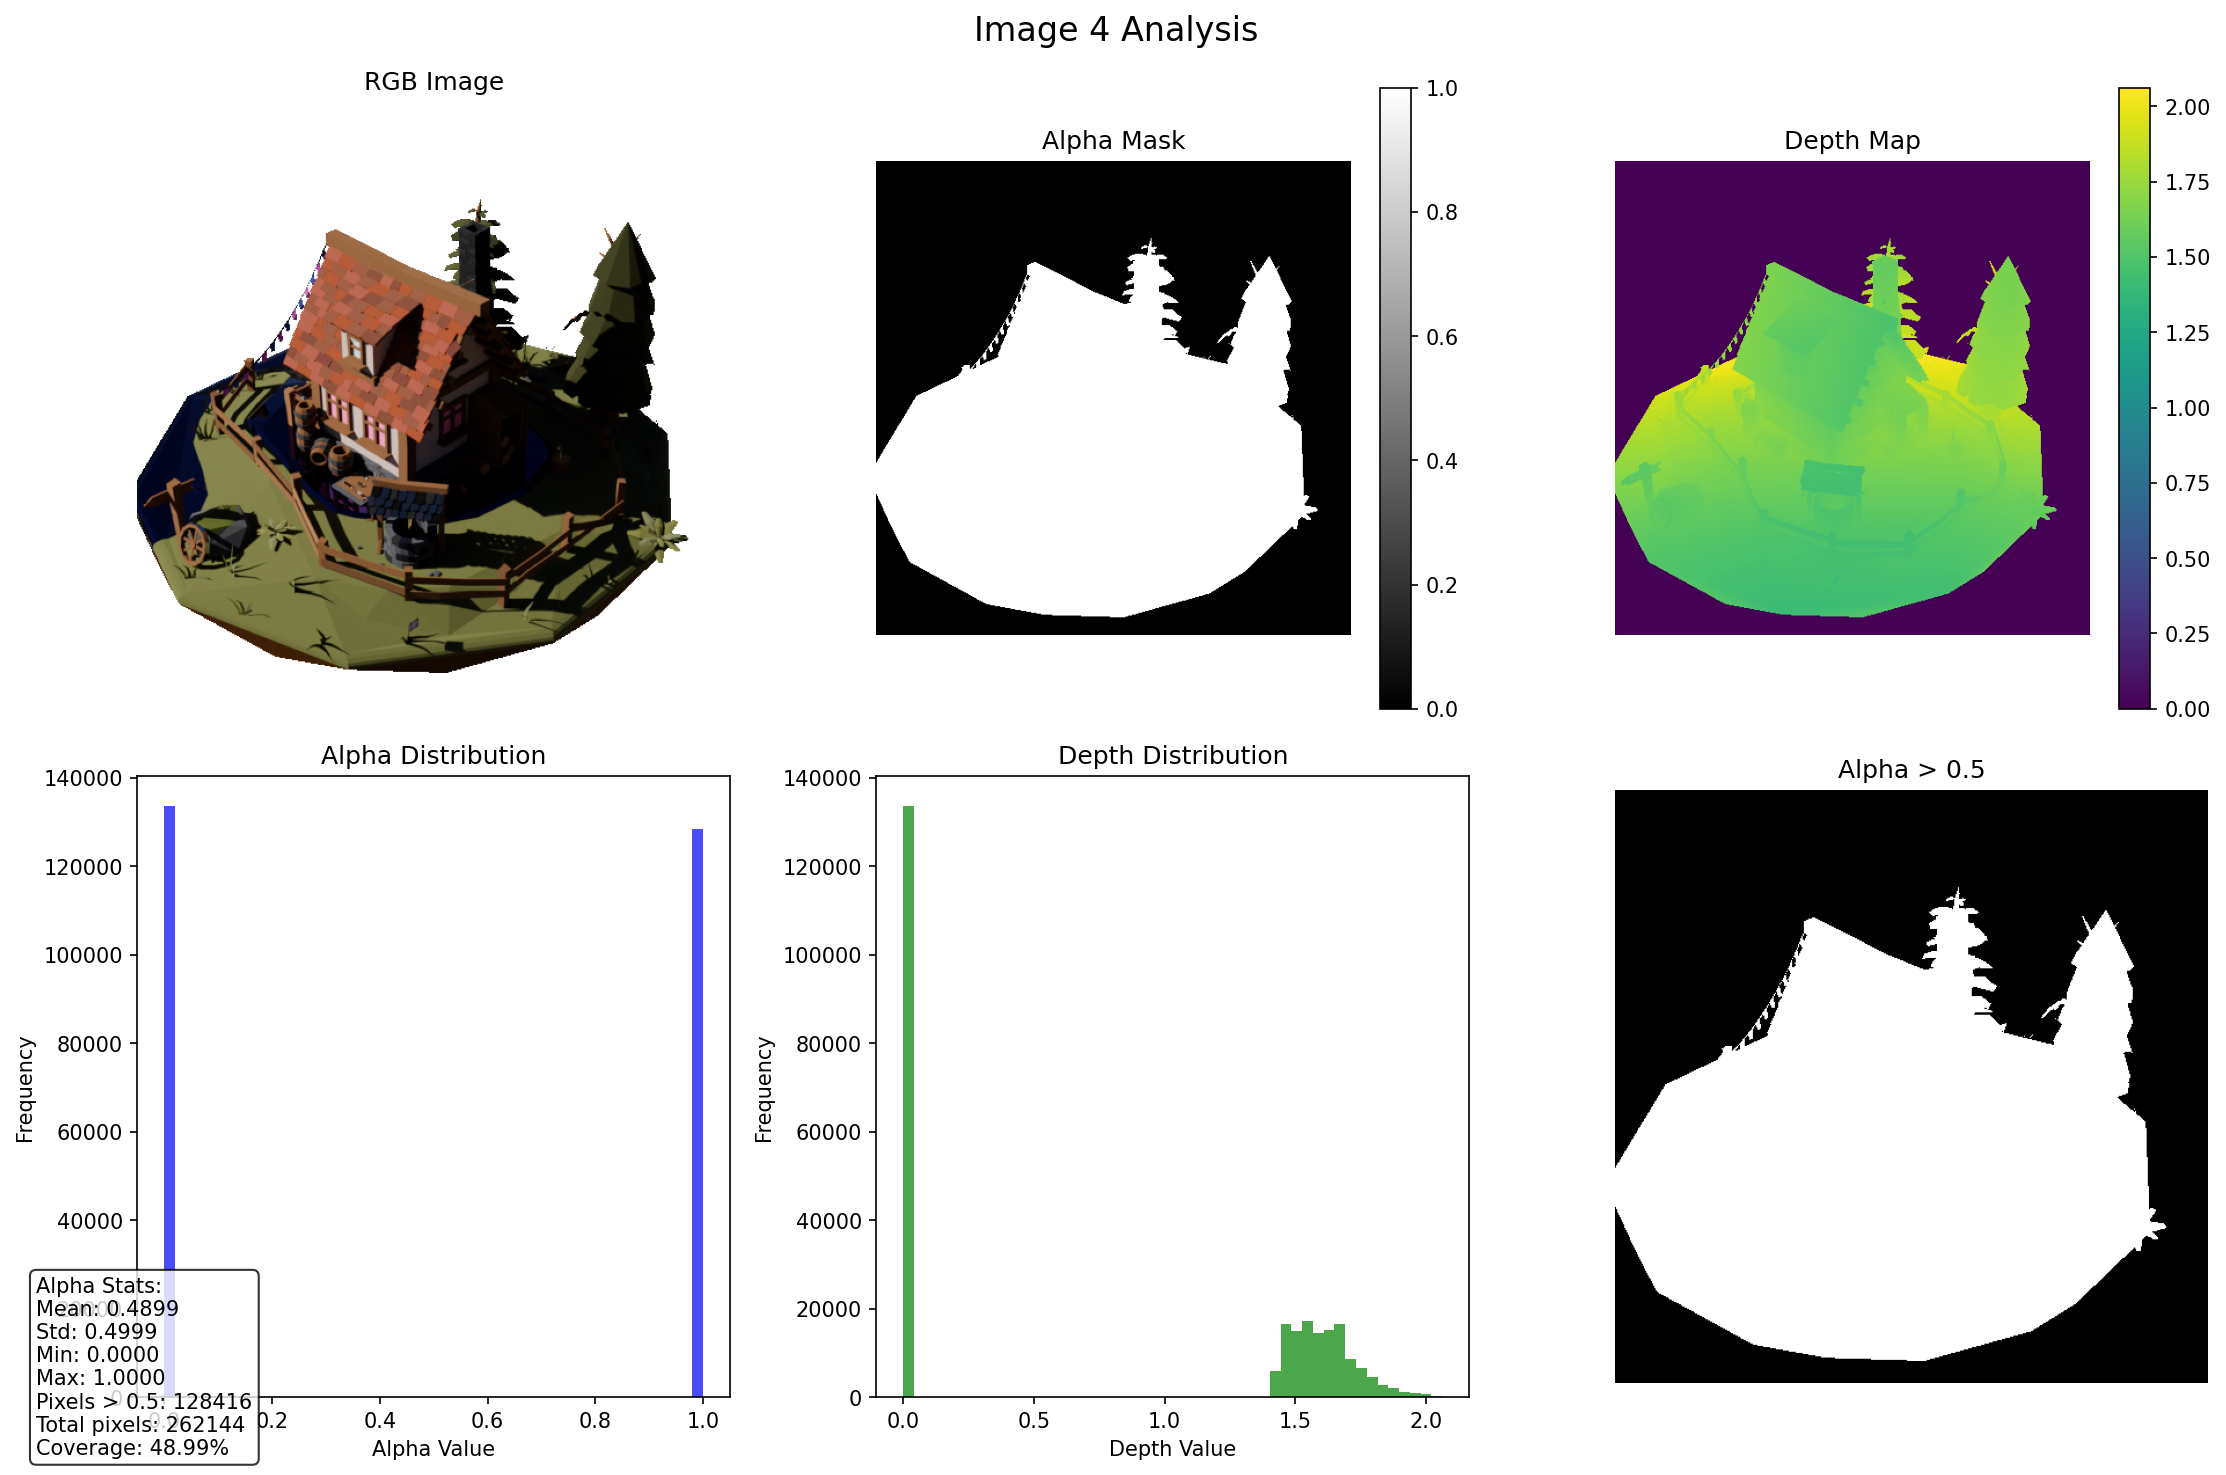 Image 4 Analysis
RGB Image
Alpha Mask
1.0
0.8
0.6
0.4
0.2
0.0
Depth Map
2.00
1.75
1.50
1.25
1.00
0.75
0.50
0.25
0.00
Alpha Distribution
140000
120000
100000
80000
60000
40000
20000
0
Frequency
0.0
0.2
0.4
0.6
0.8
1.0
Alpha Value
Alpha Stats:
Mean: 0.4899
Std: 0.4999
Min: 0.0000
Max: 1.0000
Pixels > 0.5: 128416
Total pixels: 262144
Coverage: 48.99%
Depth Distribution
140000
120000
100000
80000
60000
40000
20000
0
Frequency
0.0
0.5
1.0
1.5
2.0
Depth Value
Alpha > 0.5